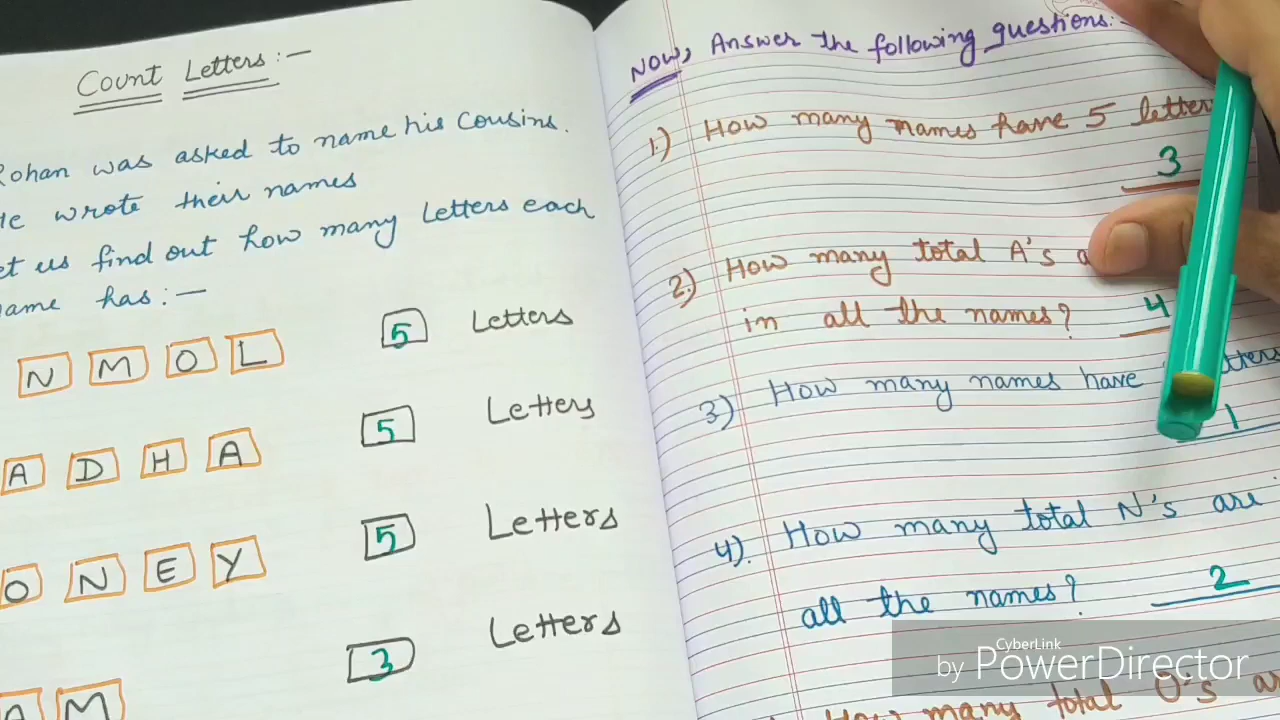 Count Letters:-
Rohan was asked to name his Cousins.
He wrote their names
Let us find out how many Letters each
name has:-
N M O L 5 Letters
A D H A 5 Letters
O N E Y 5 Letters
A M 3 Letters
NOW, Answer the following questions:-
1.) How many names have 5 letter
3
2.) How many total A's a
in all the names? 4
3) How many names have
1
4). How many total N's are
all the names? 2
How many total O's ar
CyberLink
by PowerDirector